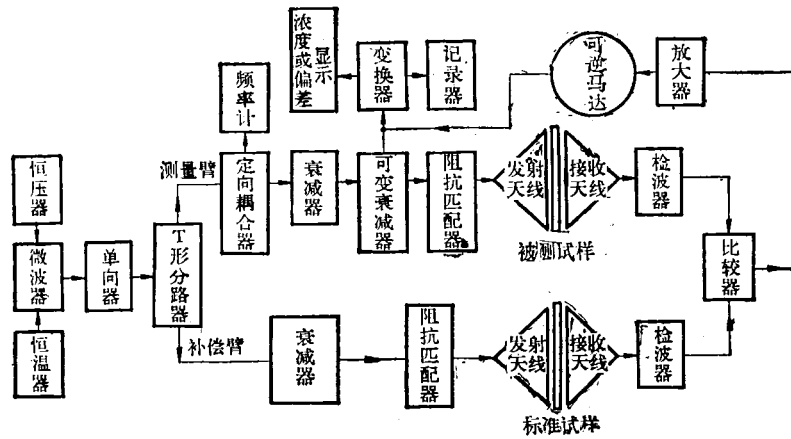 浓度或偏差
显示
变换器
记录器
可逆马达
放大器
频率计
测量臂
定向耦合器
衰减器
可变衰减器
阻抗匹配器
发射
天线
接收
天线
检波器
被测试样
恒压器
微波器
恒温器
单向器
T形分路器
比较器
补偿臂
衰减器
阻抗匹配器
发射
天线
接收
天线
检波器
标准试样